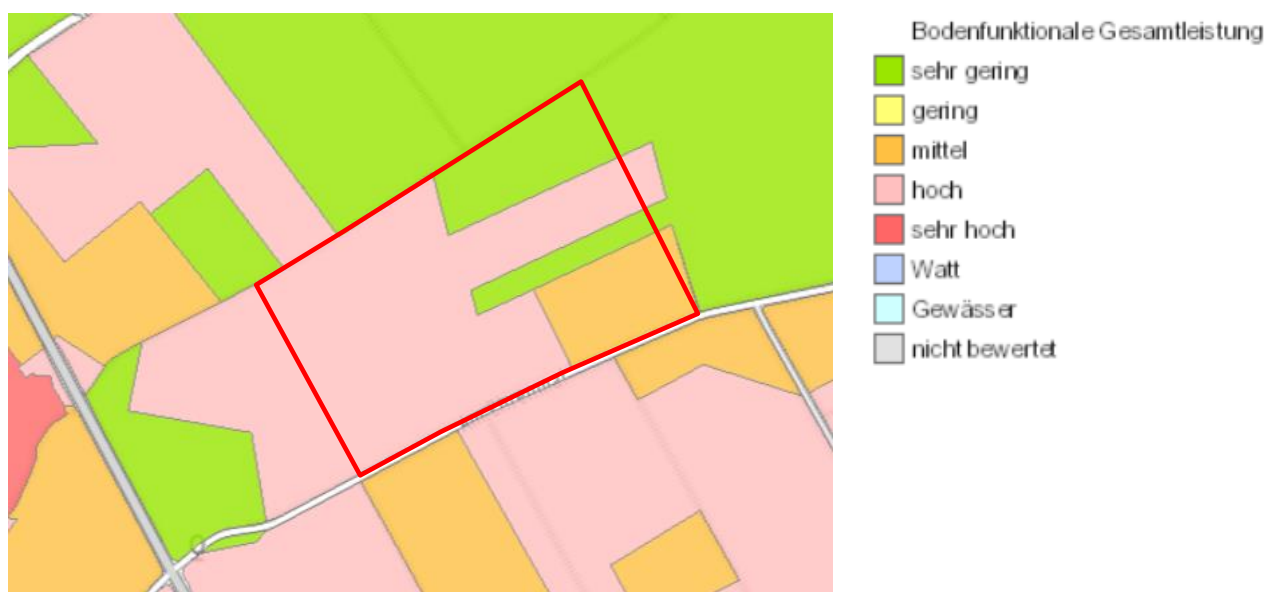 Bodenfunktionale Gesamtleistung
sehr gering
gering
mittel
hoch
sehr hoch
Watt
Gewässer
nicht bewertet